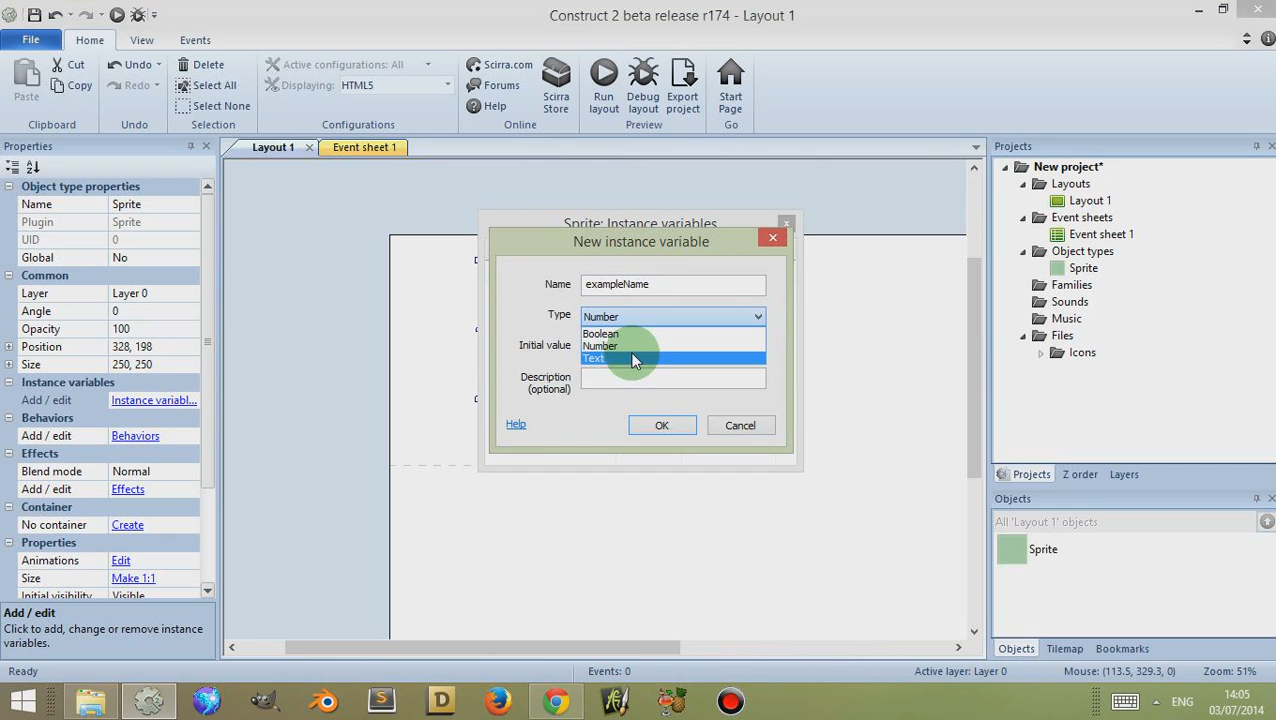 Construct 2 beta release r174 - Layout 1
File
Home
View
Events
Paste
Cut
Copy
Clipboard
Undo
Redo
Undo
Delete
Select All
Select None
Selection
Active configurations: All
Displaying: HTML5
Configurations
Scirra.com
Forums
Help
Scirra Store
Online
Run layout
Debug layout
Export project
Preview
Start Page
Go
Properties
Object type properties
Name Sprite
Plugin Sprite
UID 0
Global No
Common
Layer Layer 0
Angle 0
Opacity 100
Position 328, 198
Size 250, 250
Instance variables
Add / edit Instance variabl...
Behaviors
Add / edit Behaviors
Effects
Blend mode Normal
Add / edit Effects
Container
No container Create
Properties
Animations Edit
Size Make 1:1
Initial visibility Visible
Add / edit
Click to add, change or remove instance
variables.
Layout 1
Event sheet 1
Sprite: Instance variables
New instance variable
Name exampleName
Type Number
Boolean
Number
Text
Initial value
Description
(optional)
Help
OK
Cancel
Projects
New project*
Layouts
Layout 1
Event sheets
Event sheet 1
Object types
Sprite
Families
Sounds
Music
Files
Icons
Projects
Z order
Layers
Objects
All 'Layout 1' objects
Sprite
Objects
Tilemap
Bookmarks
Ready
Events: 0
Active layer: Layer 0
Mouse: (113.5, 329.3, 0)
Zoom: 51%
S
D
ENG
14:05
03/07/2014